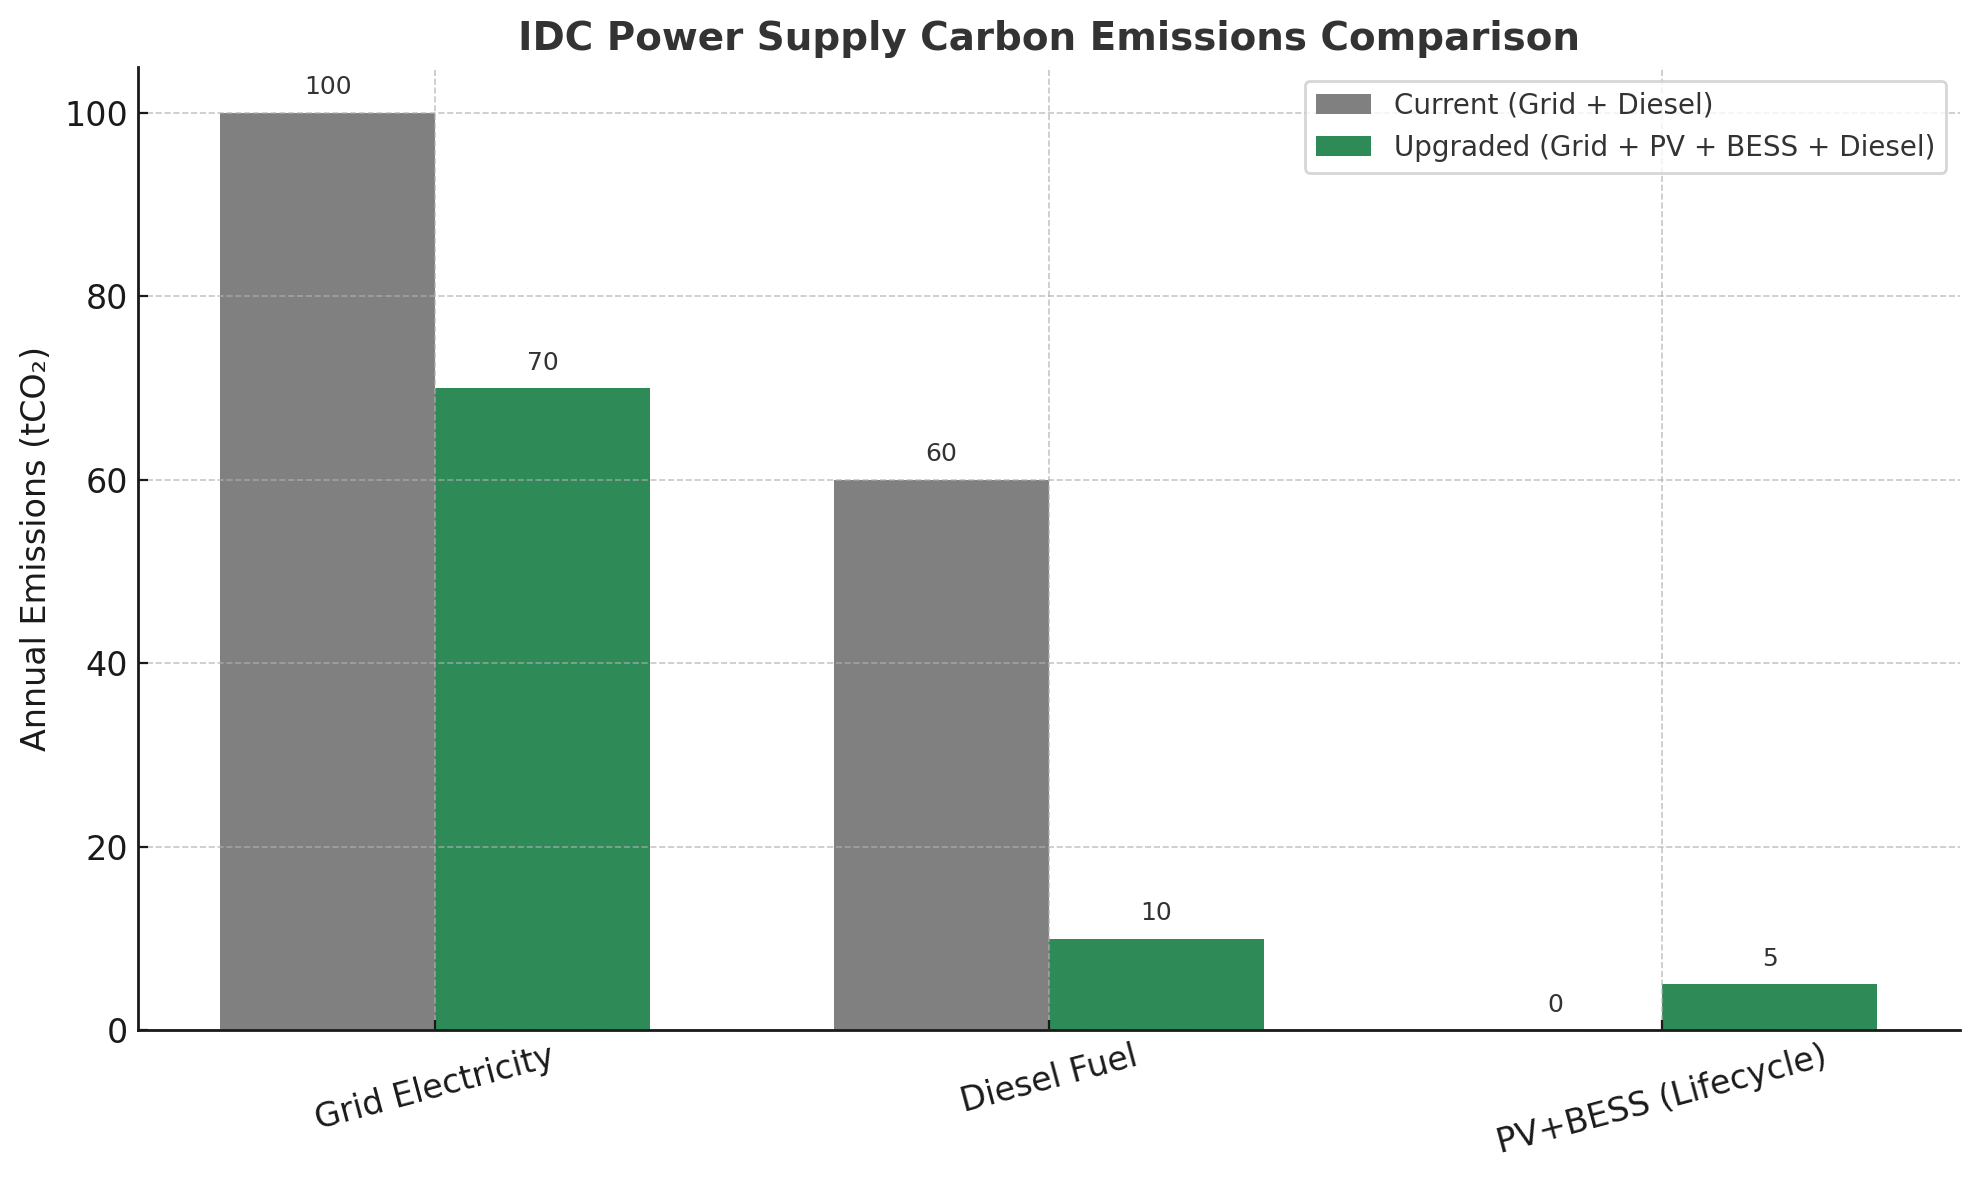 IDC Power Supply Carbon Emissions Comparison
Current (Grid + Diesel)
Upgraded (Grid + PV + BESS + Diesel)
Annual Emissions (tCO₂)
100
80
60
40
20
0
100
70
60
10
0
5
Grid Electricity
Diesel Fuel
PV+BESS (Lifecycle)